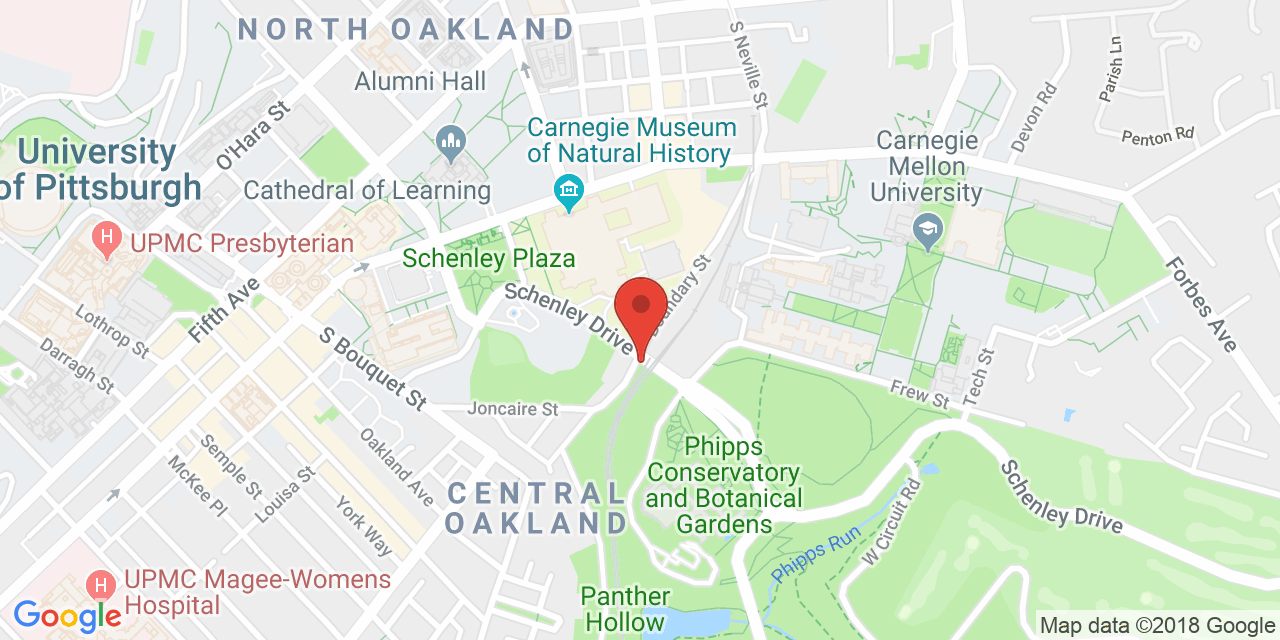 NORTH OAKLAND
Alumni Hall
S Neville St
Parish Ln
Devon Rd
Penton Rd
O'Hara St
Carnegie Museum
of Natural History
Carnegie
Mellon
University
University
of Pittsburgh
Cathedral of Learning
UPMC Presbyterian
Schenley Plaza
Boundary St
Forbes Ave
Fifth Ave
Schenley Drive
Lothrop St
Darragh St
S Bouquet St
Joncaire St
Frew St
Tech St
Oakland Ave
Semple St
McKee Pl
Louisa St
York Way
CENTRAL
OAKLAND
Phipps
Conservatory
and Botanical
Gardens
Schenley Drive
W Circuit Rd
Phipps Run
UPMC Magee-Womens
Hospital
Panther
Hollow
Google
Map data ©2018 Google